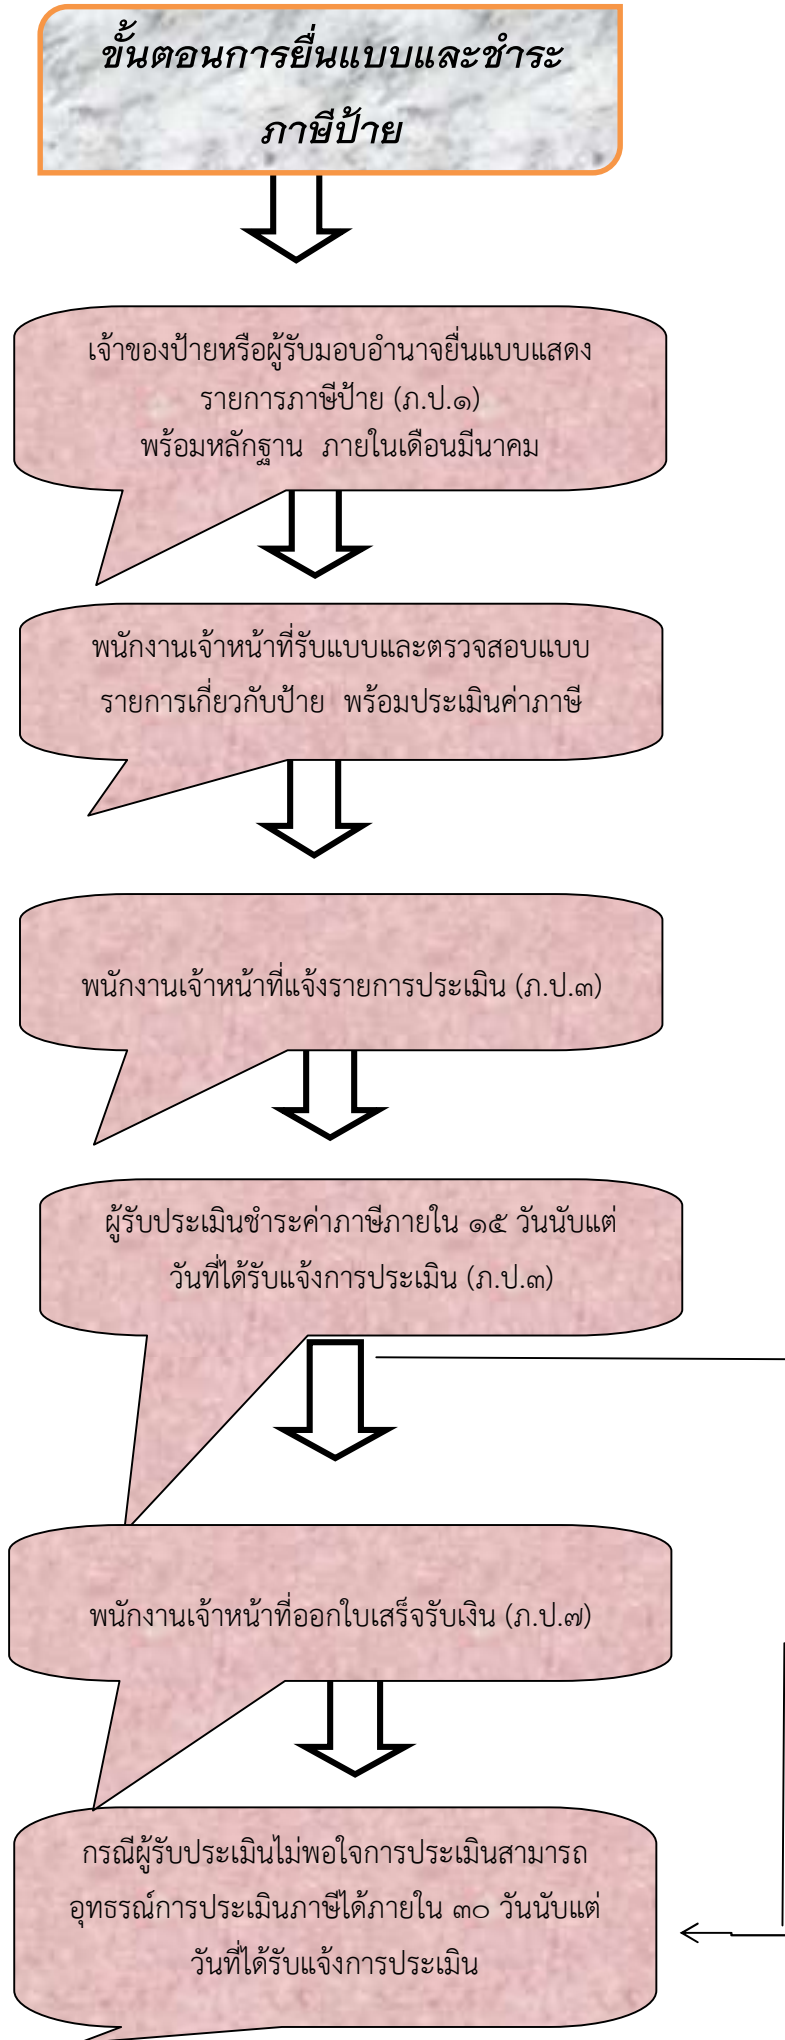 ขั้นตอนการยื่นแบบและชำระ
ภาษีป้าย
เจ้าของป้ายหรือผู้รับมอบอำนาจยื่นแบบแสดง
รายการภาษีป้าย (ภ.ป.๑)
พร้อมหลักฐาน ภายในเดือนมีนาคม
พนักงานเจ้าหน้าที่รับแบบและตรวจสอบแบบ
รายการเกี่ยวกับป้าย พร้อมประเมินค่าภาษี
พนักงานเจ้าหน้าที่แจ้งรายการประเมิน (ภ.ป.๓)
ผู้รับประเมินชำระค่าภาษีภายใน ๑๕ วันนับแต่
วันที่ได้รับแจ้งการประเมิน (ภ.ป.๓)
พนักงานเจ้าหน้าที่ออกใบเสร็จรับเงิน (ภ.ป.๗)
กรณีผู้รับประเมินไม่พอใจการประเมินสามารถ
อุทธรณ์การประเมินภาษีได้ภายใน ๓๐ วันนับแต่
วันที่ได้รับแจ้งการประเมิน